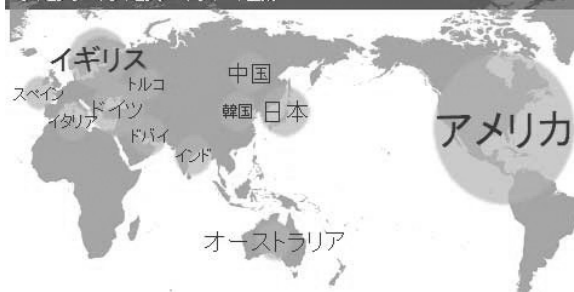 イギリス
中国
スペイン
トルコ
ドイツ
韓国
日本
イタリア
ドバイ
アメリカ
インド
オーストラリア